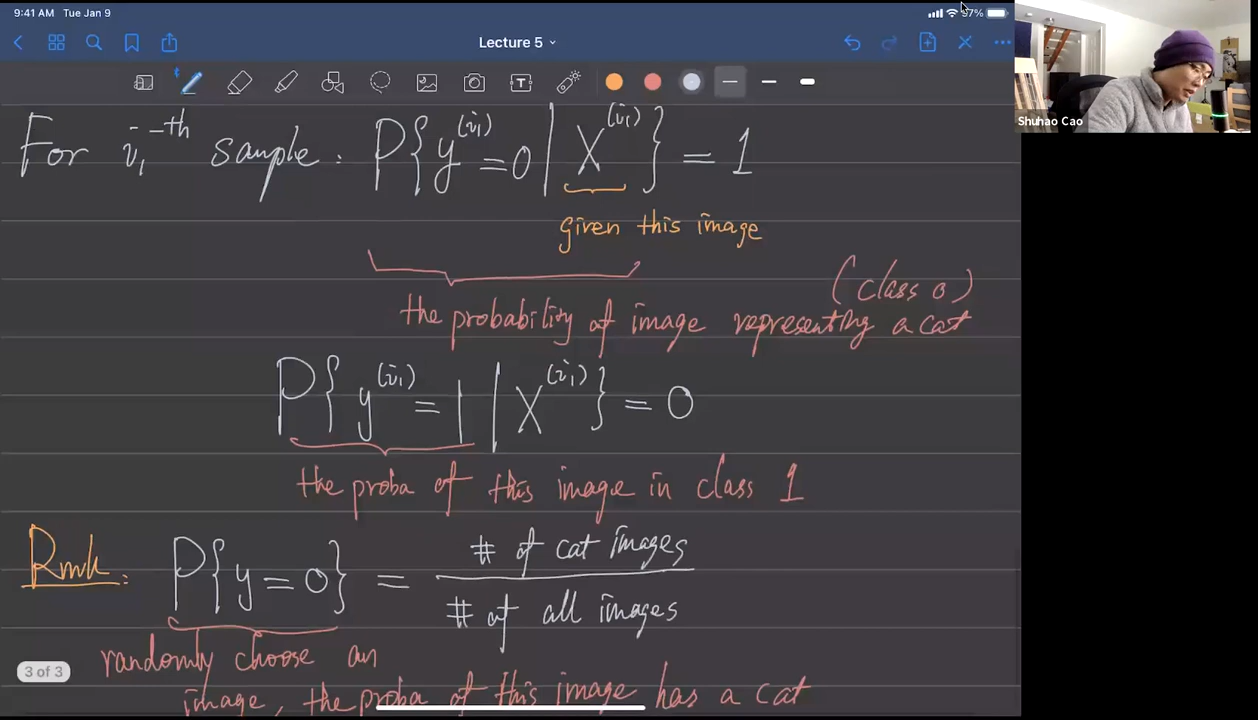 9:41 AM Tue Jan 9
97%
Lecture 5
Shuhao Cao
For i₁-th sample: P{y^(i₁) = 0 | X^(i₁)} = 1
given this image
(class 0)
the probability of image representing a cat
P{y^(i₁) = 1 | X^(i₁)} = 0
the proba of this image in class 1
Rmk: P{y = 0} = # of cat images
# of all images
randomly choose an
image, the proba of this image has a cat
3 of 3